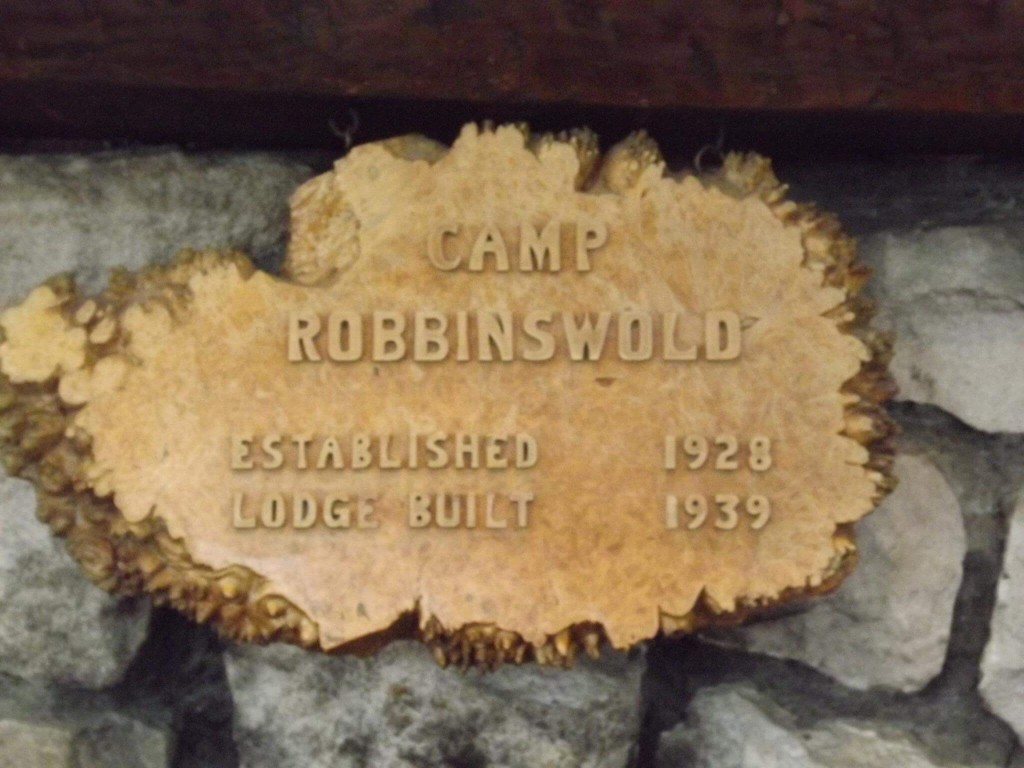 CAMP
ROBBINSWOLD
ESTABLISHED 1928
LODGE BUILT 1939